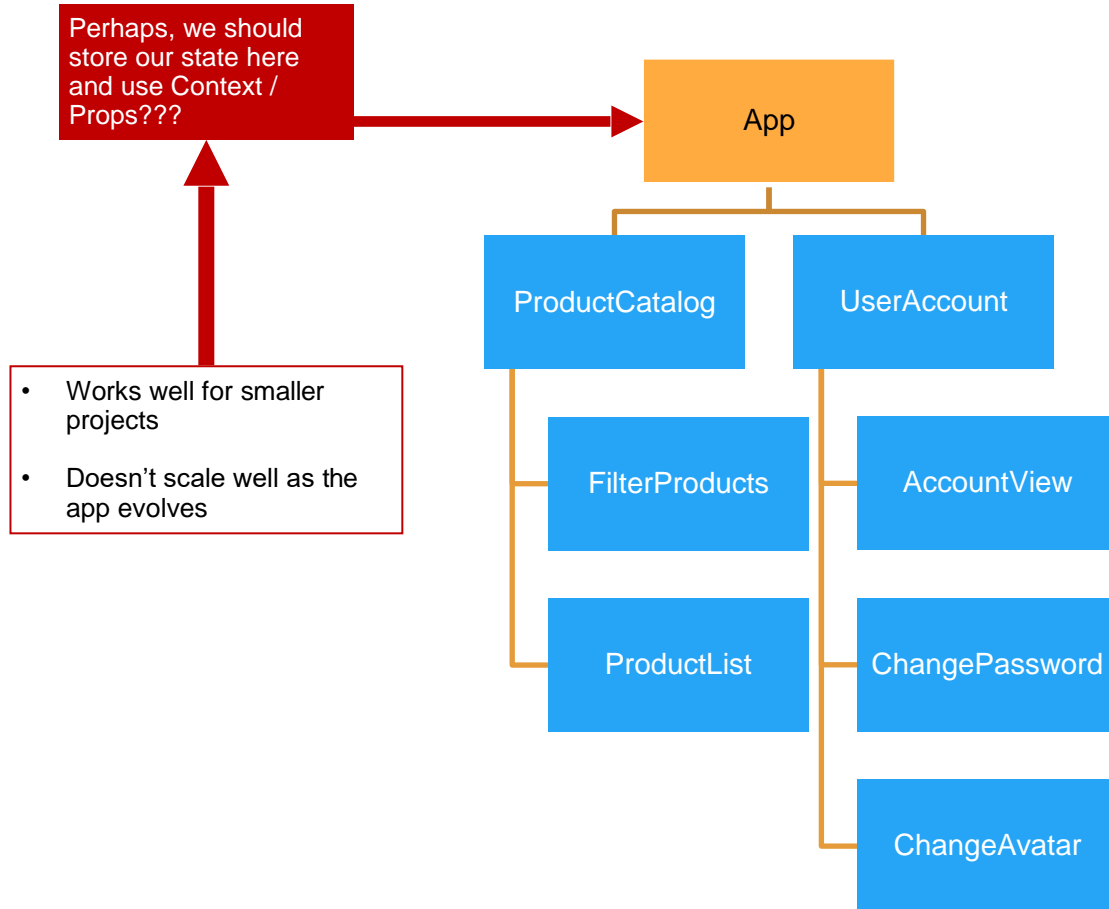 Perhaps, we should
store our state here
and use Context /
Props???
App
ProductCatalog
UserAccount
• Works well for smaller
projects
• Doesn’t scale well as the
app evolves
FilterProducts
AccountView
ProductList
ChangePassword
ChangeAvatar